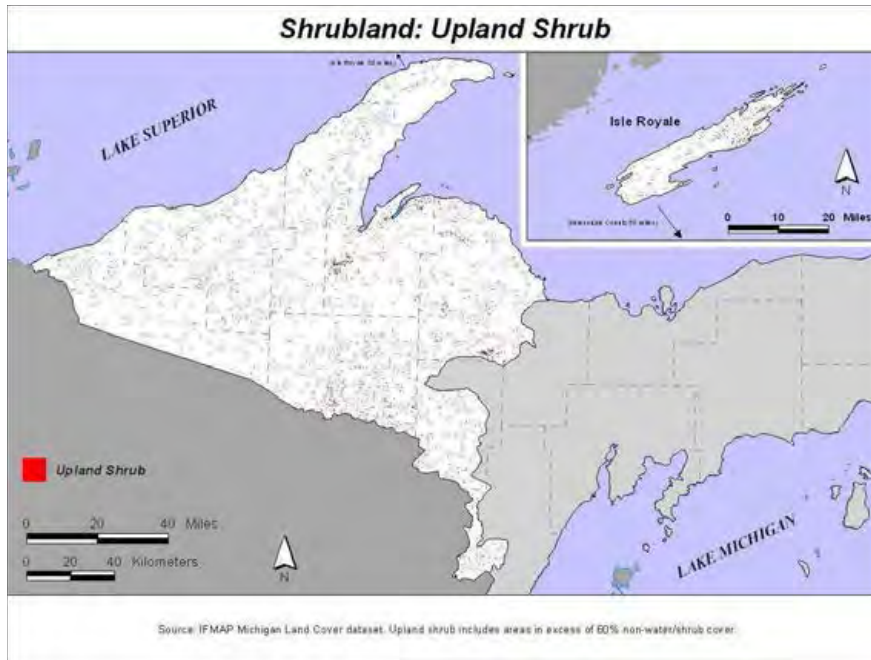 Shrubland: Upland Shrub
LAKE SUPERIOR
Isle Royale
N
0 10 20 Miles
Upland Shrub
0 20 40 Miles
0 20 40 Kilometers
N
LAKE MICHIGAN
Source: IFMAP Michigan Land Cover dataset. Upland shrub includes areas in excess of 60% non-water/shrub cover.